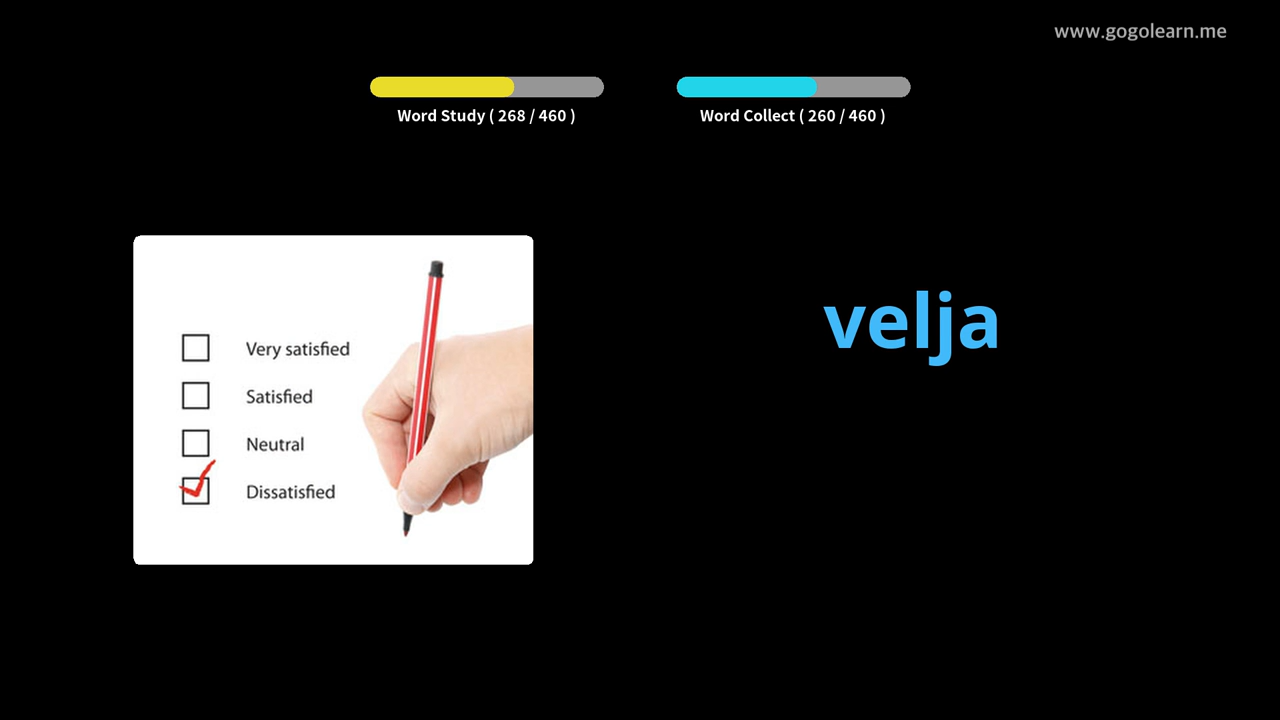 www.gogolearn.me
Word Study ( 268 / 460 )
Word Collect ( 260 / 460 )
velja
Very satisfied
Satisfied
Neutral
Dissatisfied